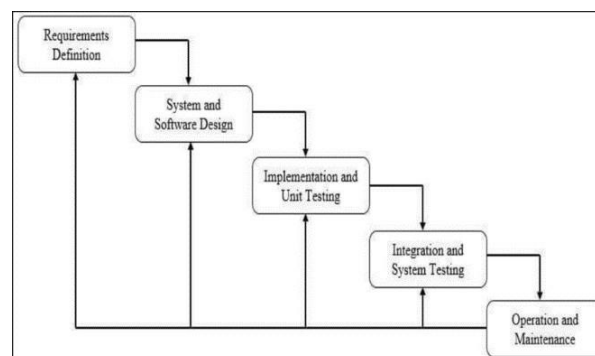 Requirements
Definition
System and
Software Design
Implementation and
Unit Testing
Integration and
System Testing
Operation and
Maintenance